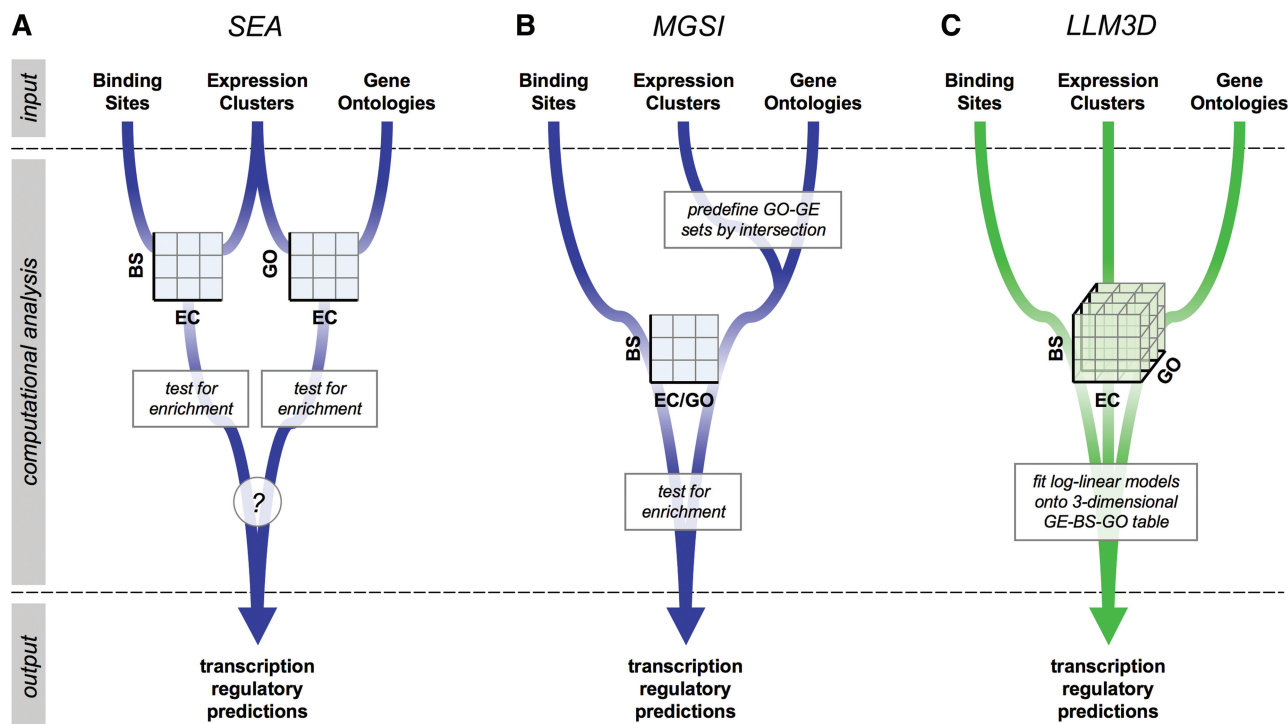 A
SEA
B
MGSI
C
LLM3D
input
Binding
Sites
Expression
Clusters
Gene
Ontologies
Binding
Sites
Expression
Clusters
Gene
Ontologies
Binding
Sites
Expression
Clusters
Gene
Ontologies
computational analysis
BS
EC
GO
EC
test for
enrichment
test for
enrichment
?
predefine GO-GE
sets by intersection
BS
EC/GO
test for
enrichment
BS
EC
GO
fit log-linear models
onto 3-dimensional
GE-BS-GO table
output
transcription
regulatory
predictions
transcription
regulatory
predictions
transcription
regulatory
predictions